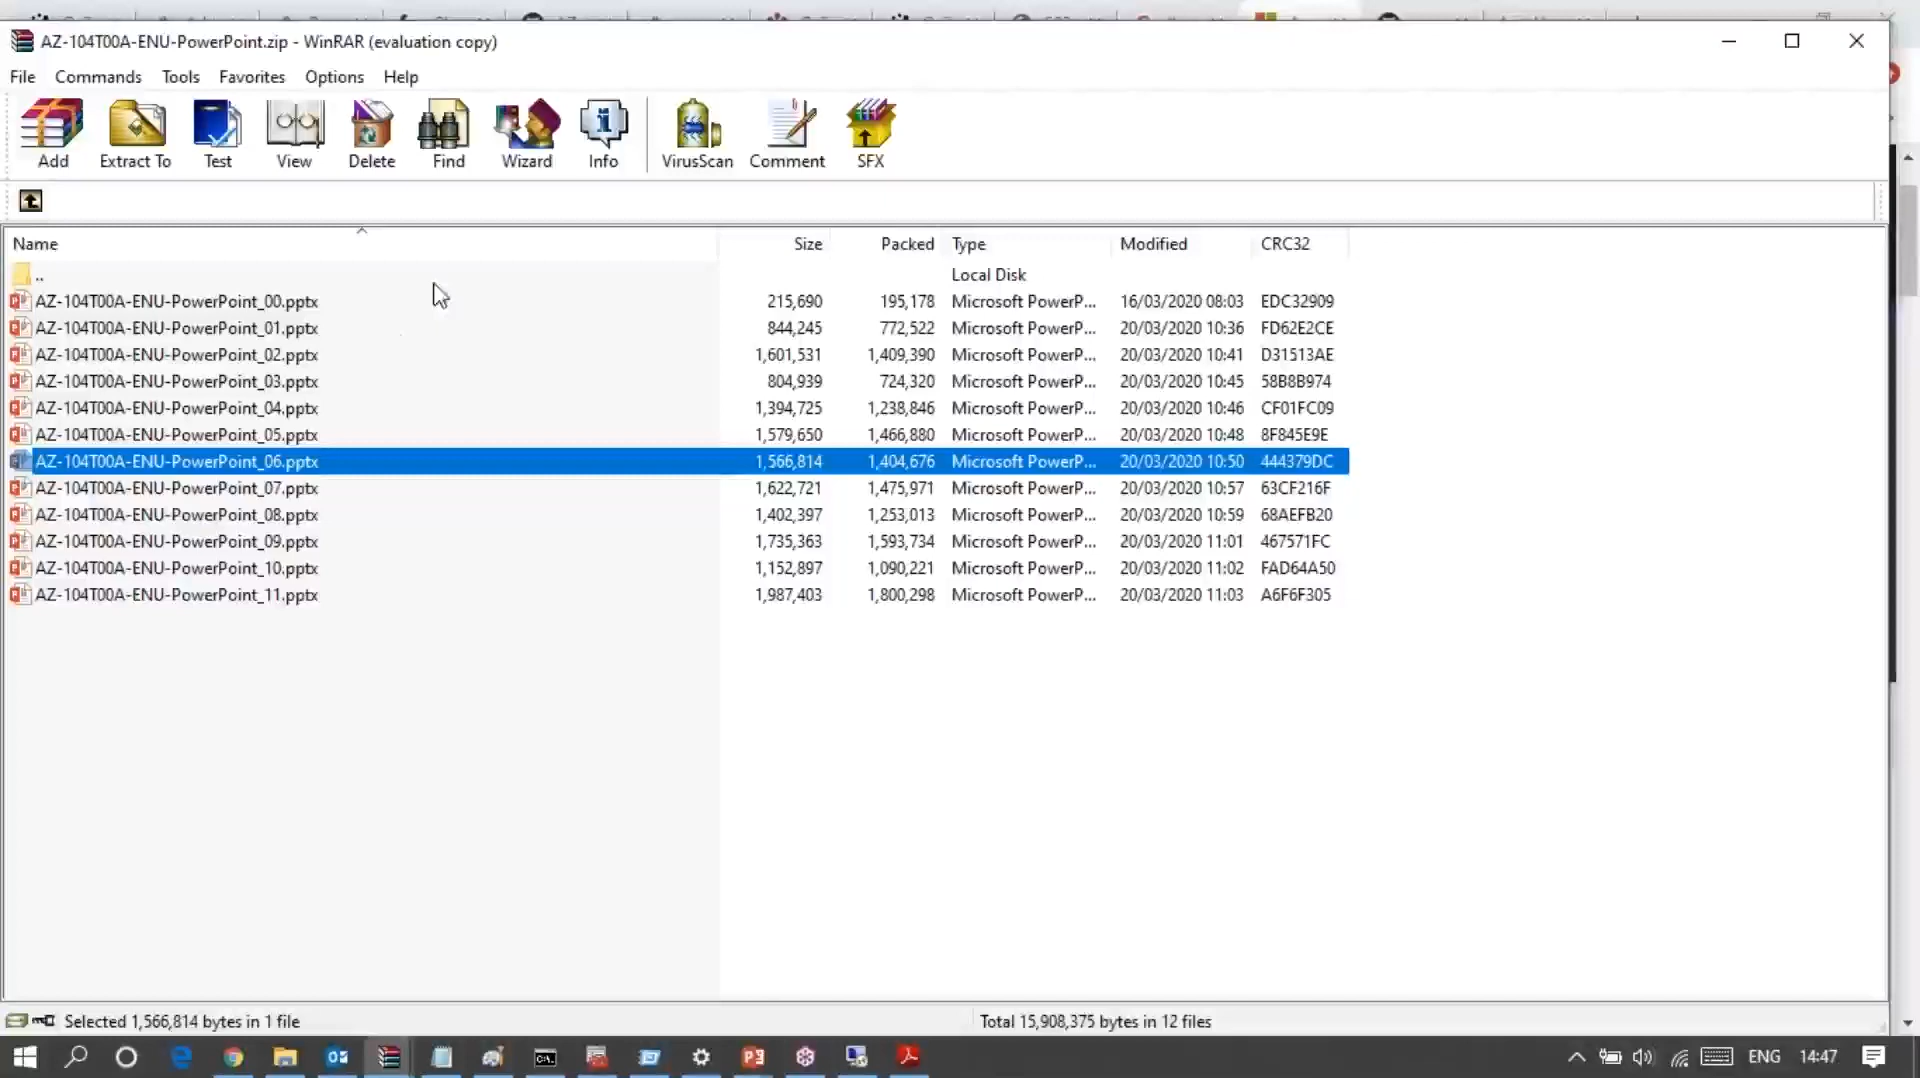 AZ-104T00A-ENU-PowerPoint.zip - WinRAR (evaluation copy)
File Commands Tools Favorites Options Help
Add Extract To Test View Delete Find Wizard Info VirusScan Comment SFX
Name Size Packed Type Modified CRC32
.. Local Disk
AZ-104T00A-ENU-PowerPoint_00.pptx 215,690 195,178 Microsoft PowerP... 16/03/2020 08:03 EDC32909
AZ-104T00A-ENU-PowerPoint_01.pptx 844,245 772,522 Microsoft PowerP... 20/03/2020 10:36 FD62E2CE
AZ-104T00A-ENU-PowerPoint_02.pptx 1,601,531 1,409,390 Microsoft PowerP... 20/03/2020 10:41 D31513AE
AZ-104T00A-ENU-PowerPoint_03.pptx 804,939 724,320 Microsoft PowerP... 20/03/2020 10:45 58B8B974
AZ-104T00A-ENU-PowerPoint_04.pptx 1,394,725 1,238,846 Microsoft PowerP... 20/03/2020 10:46 CF01FC09
AZ-104T00A-ENU-PowerPoint_05.pptx 1,579,650 1,466,880 Microsoft PowerP... 20/03/2020 10:48 8F845E9E
AZ-104T00A-ENU-PowerPoint_06.pptx 1,566,814 1,404,676 Microsoft PowerP... 20/03/2020 10:50 444379DC
AZ-104T00A-ENU-PowerPoint_07.pptx 1,622,721 1,475,971 Microsoft PowerP... 20/03/2020 10:57 63CF216F
AZ-104T00A-ENU-PowerPoint_08.pptx 1,402,397 1,253,013 Microsoft PowerP... 20/03/2020 10:59 68AEFB20
AZ-104T00A-ENU-PowerPoint_09.pptx 1,735,363 1,593,734 Microsoft PowerP... 20/03/2020 11:01 467571FC
AZ-104T00A-ENU-PowerPoint_10.pptx 1,152,897 1,090,221 Microsoft PowerP... 20/03/2020 11:02 FAD64A50
AZ-104T00A-ENU-PowerPoint_11.pptx 1,987,403 1,800,298 Microsoft PowerP... 20/03/2020 11:03 A6F6F305
Selected 1,566,814 bytes in 1 file Total 15,908,375 bytes in 12 files
ENG 14:47